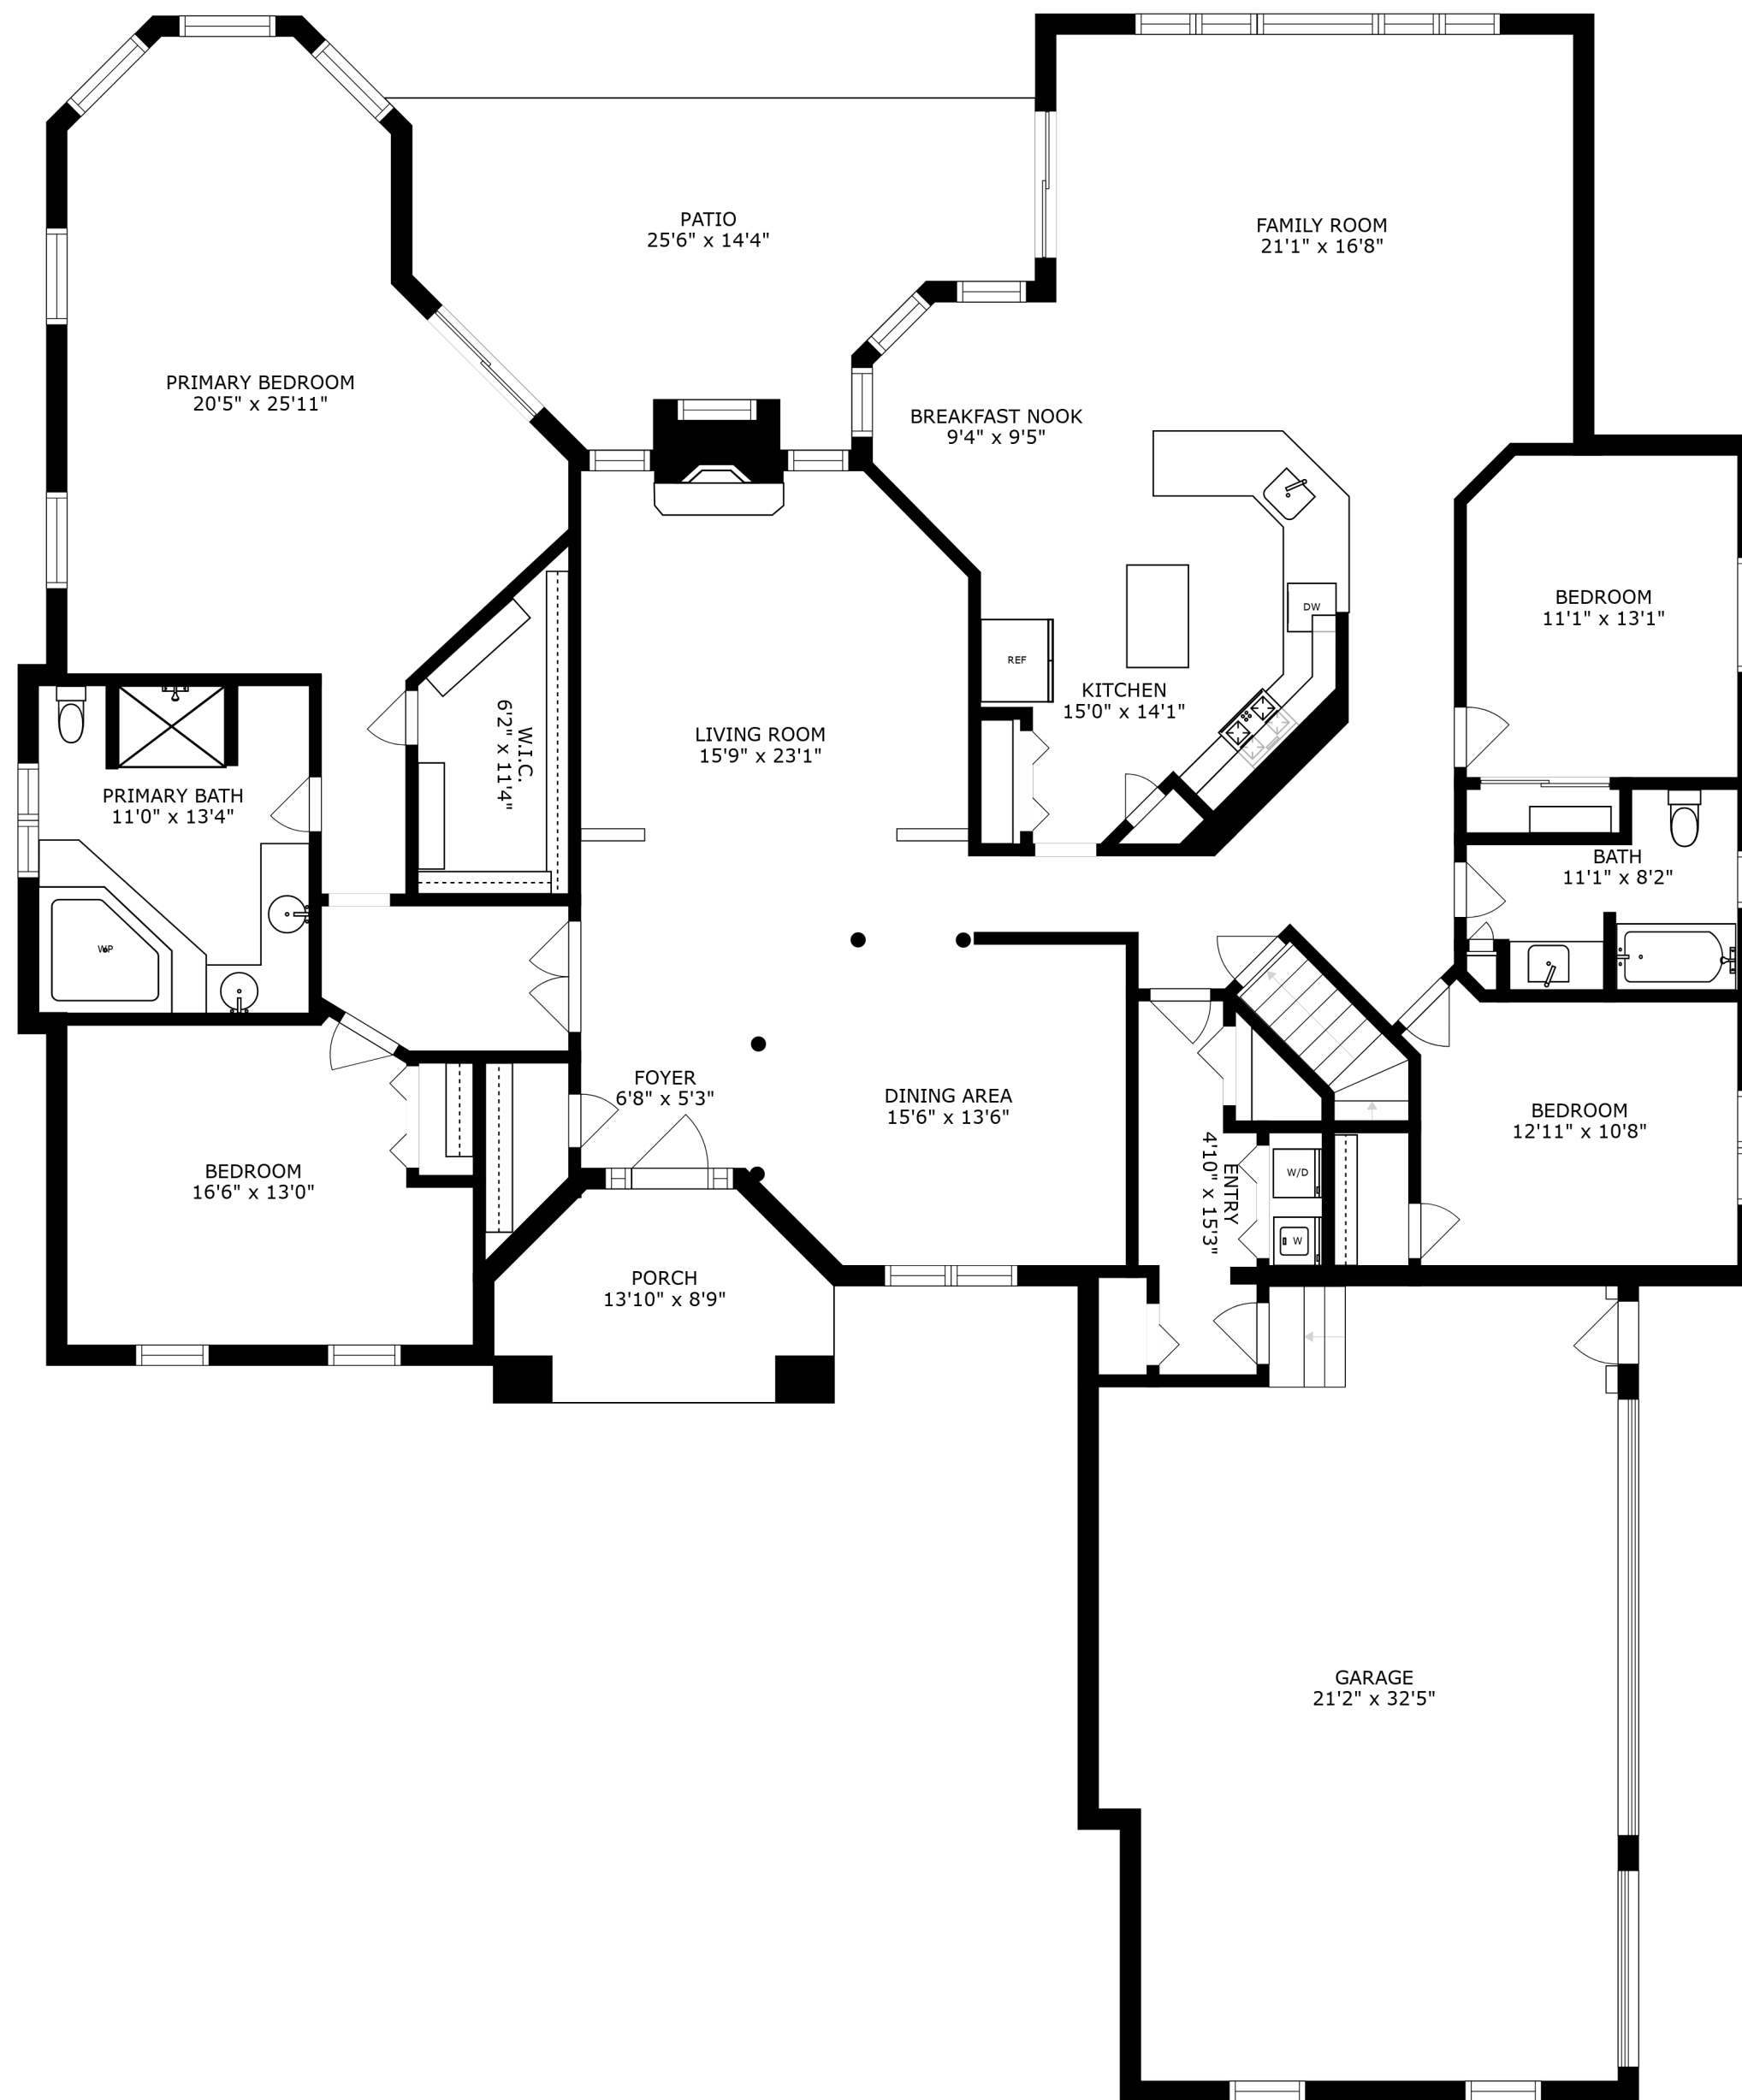 PATIO
25'6" x 14'4"
FAMILY ROOM
21'1" x 16'8"
PRIMARY BEDROOM
20'5" x 25'11"
BREAKFAST NOOK
9'4" x 9'5"
BEDROOM
11'1" x 13'1"
DW
REF
KITCHEN
15'0" x 14'1"
W.I.C.
6'2" x 11'4"
LIVING ROOM
15'9" x 23'1"
PRIMARY BATH
11'0" x 13'4"
BATH
11'1" x 8'2"
WP
FOYER
6'8" x 5'3"
DINING AREA
15'6" x 13'6"
BEDROOM
12'11" x 10'8"
BEDROOM
16'6" x 13'0"
ENTRY
4'10" x 15'3"
W/D
W
PORCH
13'10" x 8'9"
GARAGE
21'2" x 32'5"